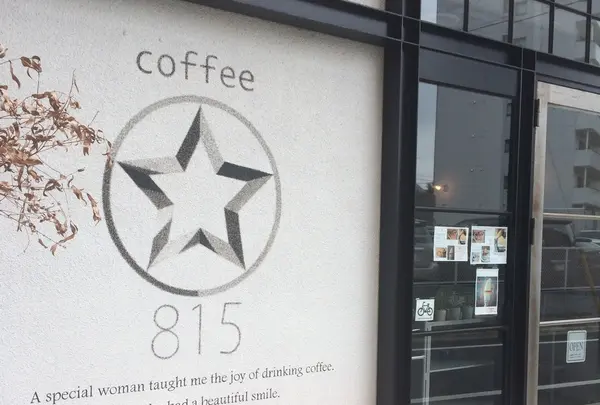 coffee
815
A special woman taught me the joy of drinking coffee.
had a beautiful smile.
OPEN